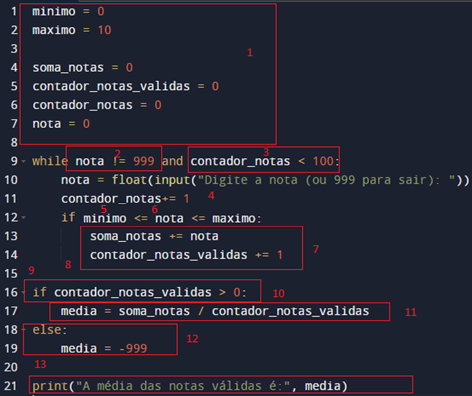 1 minimo = 0
2 maximo = 10
3 1
4 soma_notas = 0
5 contador_notas_validas = 0
6 contador_notas = 0
7 nota = 0
8
2 3
9 while nota != 999 and contador_notas < 100:
10 nota = float(input("Digite a nota (ou 999 para sair): "))
11 contador_notas+= 1 4
5 6
12 if minimo <= nota <= maximo:
13 soma_notas += nota
14 contador_notas_validas += 1 7
15 9 8
16 if contador_notas_validas > 0: 10
17 media = soma_notas / contador_notas_validas 11
18 else:
19 media = -999 12
20 13
21 print("A média das notas válidas é:", media)